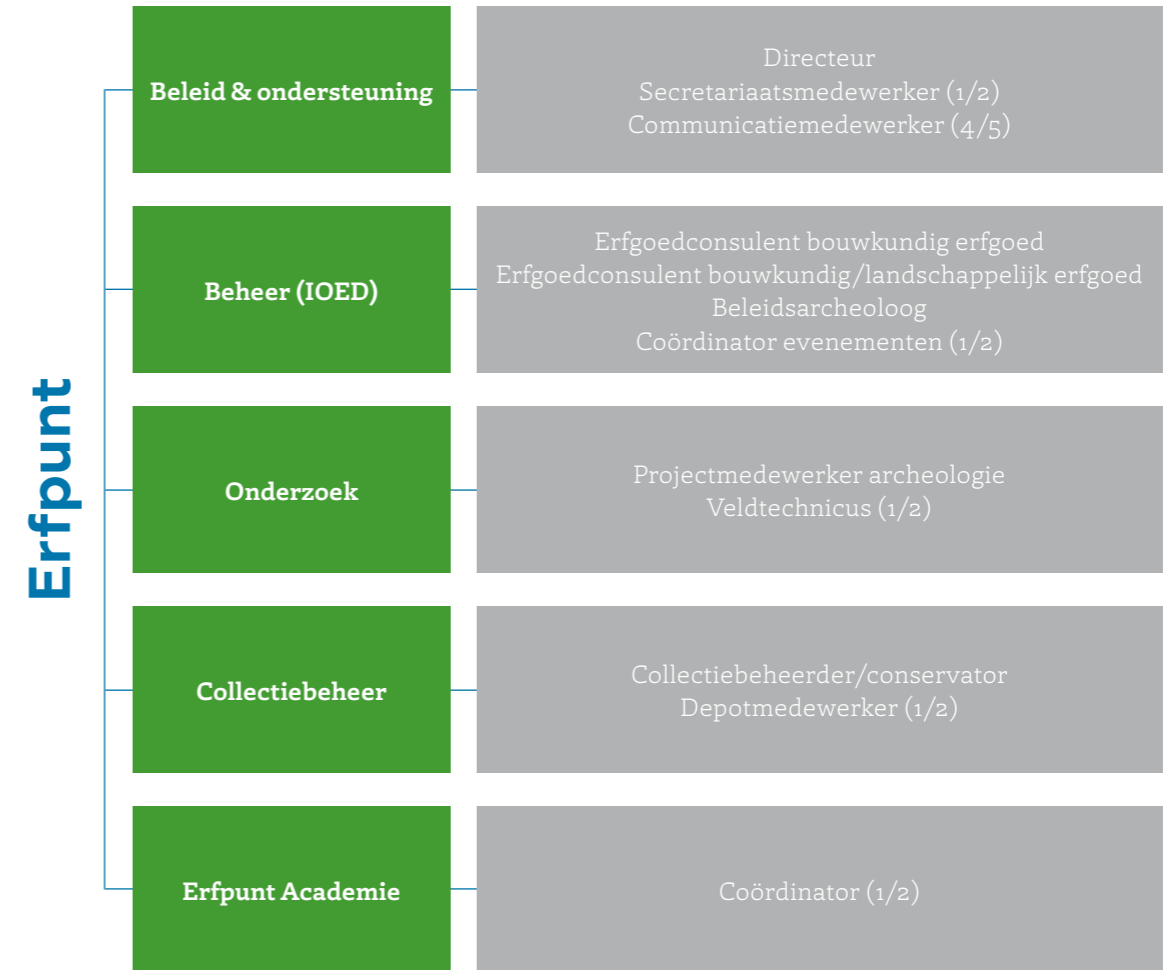 Erfpunt
Beleid & ondersteuning
Directeur
Secretariaatsmedewerker (1/2)
Communicatiemedewerker (4/5)
Beheer (IOED)
Erfgoedconsulent bouwkundig erfgoed
Erfgoedconsulent bouwkundig/landschappelijk erfgoed
Beleidsarcheoloog
Coördinator evenementen (1/2)
Onderzoek
Projectmedewerker archeologie
Veldtechnicus (1/2)
Collectiebeheer
Collectiebeheerder/conservator
Depotmedewerker (1/2)
Erfpunt Academie
Coördinator (1/2)